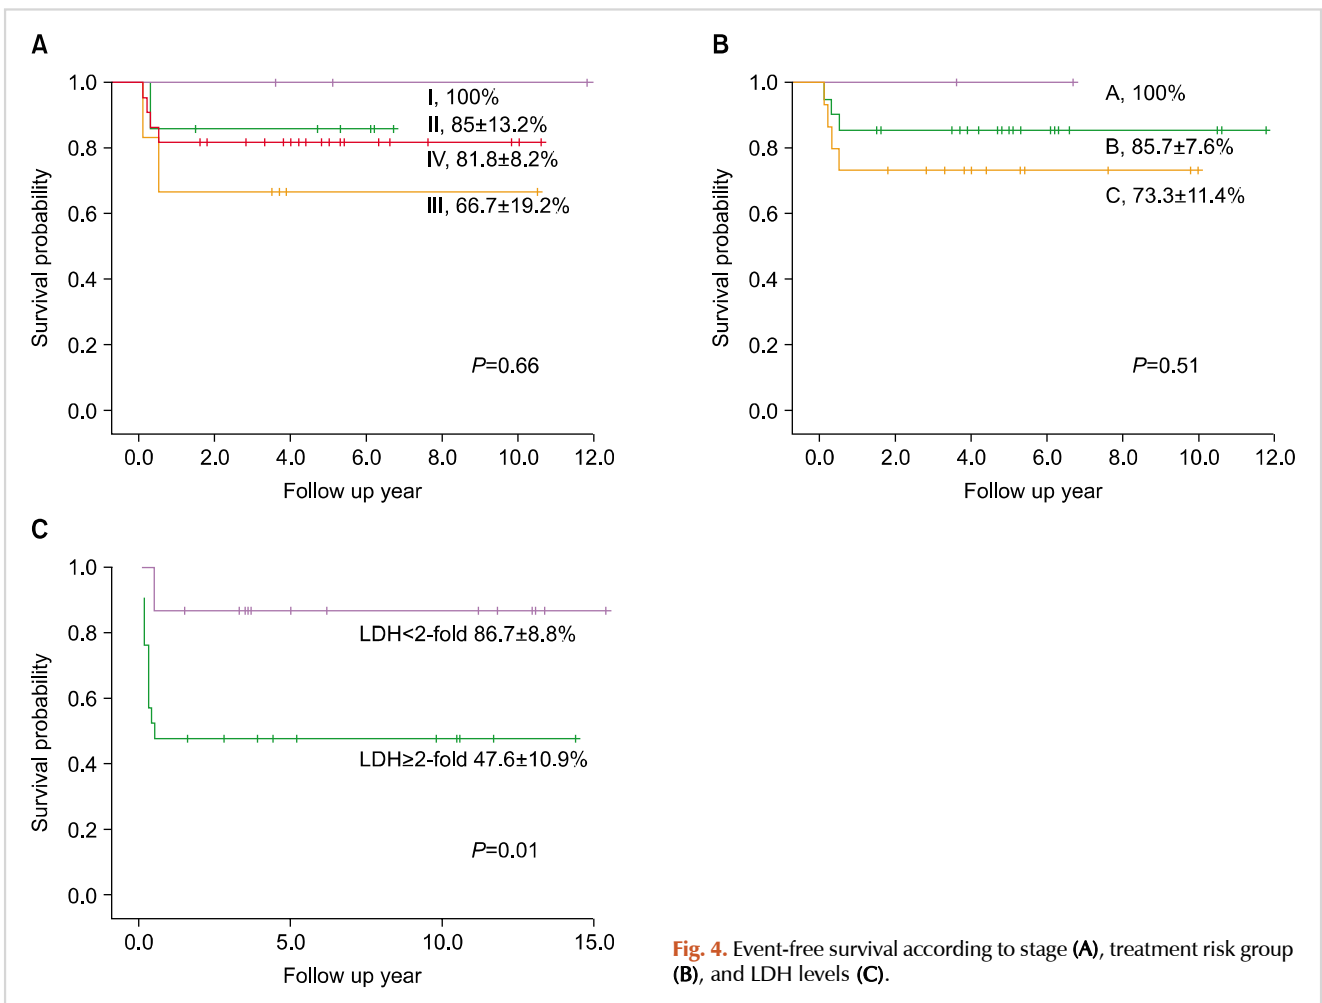 A
1.0
0.8
0.6
0.4
0.2
0.0
Survival probability
I, 100%
II, 85±13.2%
IV, 81.8±8.2%
III, 66.7±19.2%
P=0.66
0.0 2.0 4.0 6.0 8.0 10.0 12.0
Follow up year
B
1.0
0.8
0.6
0.4
0.2
0.0
Survival probability
A, 100%
B, 85.7±7.6%
C, 73.3±11.4%
P=0.51
0.0 2.0 4.0 6.0 8.0 10.0 12.0
Follow up year
C
1.0
0.8
0.6
0.4
0.2
0.0
Survival probability
LDH<2-fold 86.7±8.8%
LDH≥2-fold 47.6±10.9%
P=0.01
0.0 5.0 10.0 15.0
Follow up year
Fig. 4. Event-free survival according to stage (A), treatment risk group
(B), and LDH levels (C).